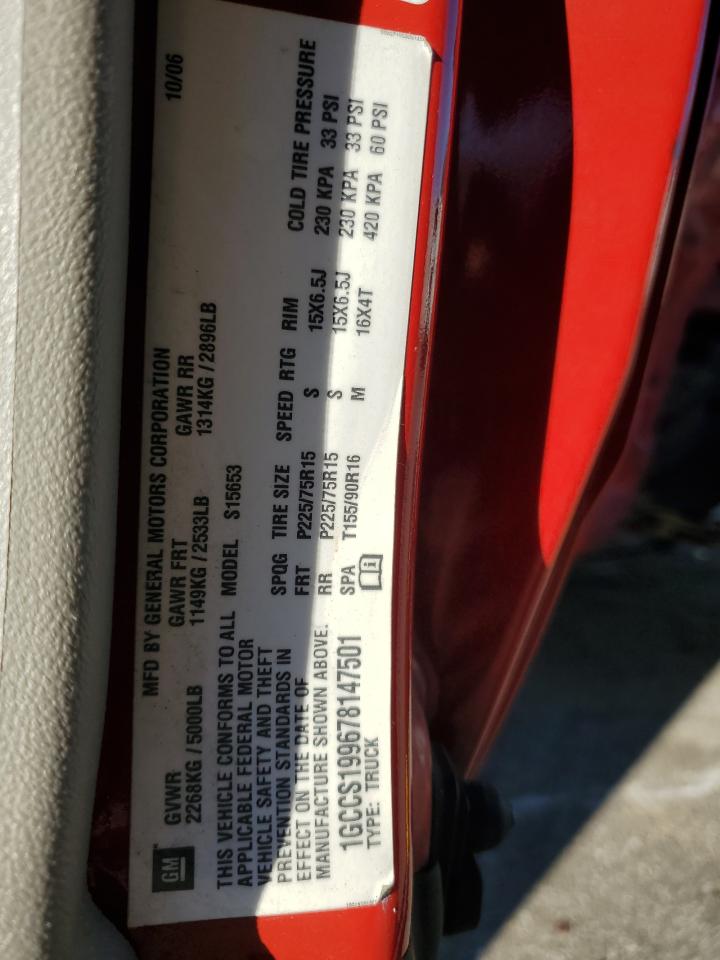 MFD BY GENERAL MOTORS CORPORATION 10/06
GM
GVWR GAWR FRT GAWR RR
2268KG / 5000LB 1149KG / 2533LB 1314KG / 2896LB
THIS VEHICLE CONFORMS TO ALL
APPLICABLE FEDERAL MOTOR
VEHICLE SAFETY AND THEFT
PREVENTION STANDARDS IN
EFFECT ON THE DATE OF
MANUFACTURE SHOWN ABOVE.
1GCCS199678147501
TYPE: TRUCK
MODEL S15653
SPQG TIRE SIZE SPEED RTG RIM COLD TIRE PRESSURE
FRT P225/75R15 S 15X6.5J 230 KPA 33 PSI
RR P225/75R15 S 15X6.5J 230 KPA 33 PSI
SPA T155/90R16 M 16X4T 420 KPA 60 PSI